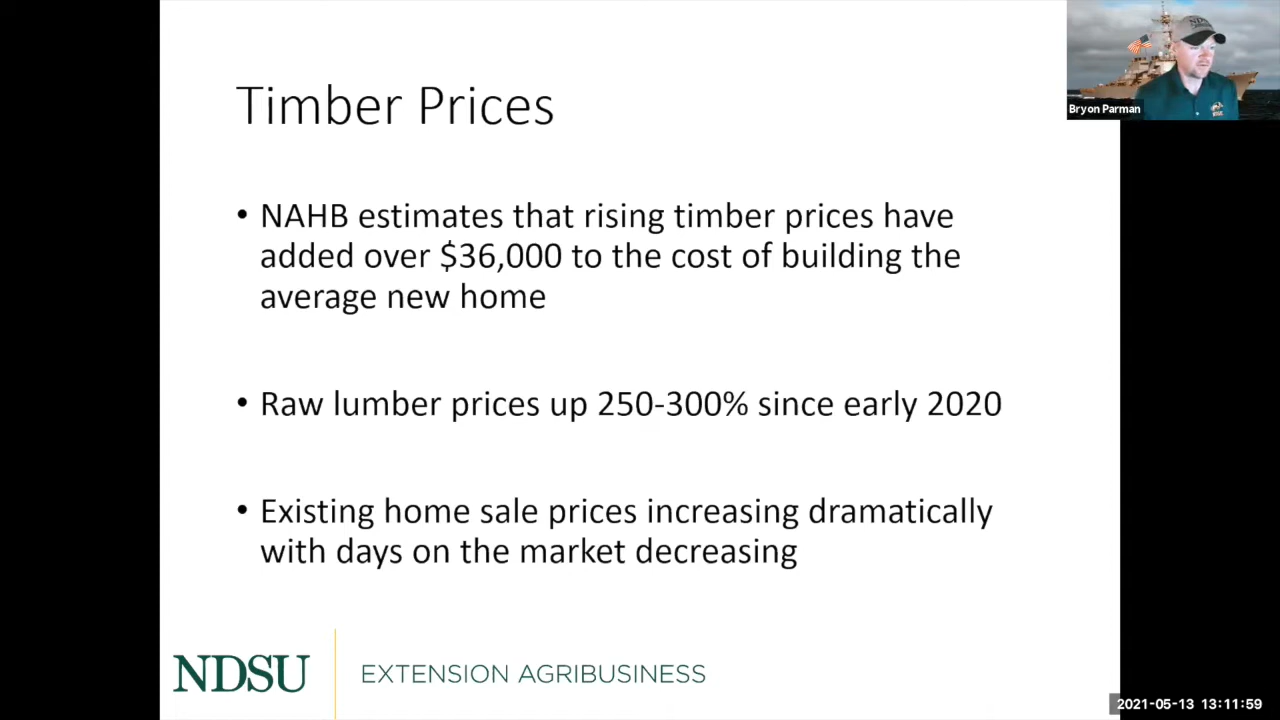 Timber Prices
• NAHB estimates that rising timber prices have
added over $36,000 to the cost of building the
average new home
• Raw lumber prices up 250-300% since early 2020
• Existing home sale prices increasing dramatically
with days on the market decreasing
NDSU EXTENSION AGRIBUSINESS
Bryon Parman
2021-05-13 13:11:59